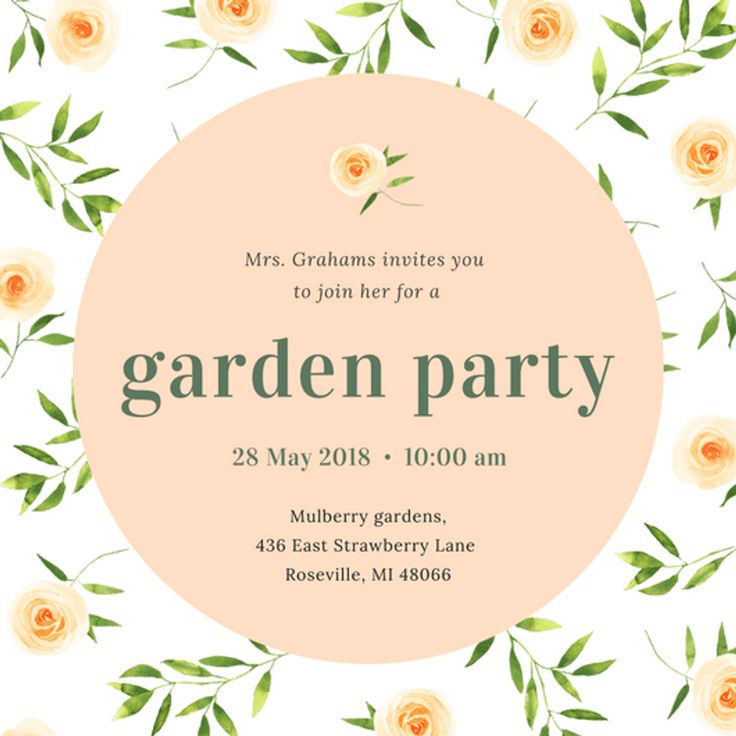 Mrs. Grahams invites you
to join her for a
garden party
28 May 2018 • 10:00 am
Mulberry gardens,
436 East Strawberry Lane
Roseville, MI 48066